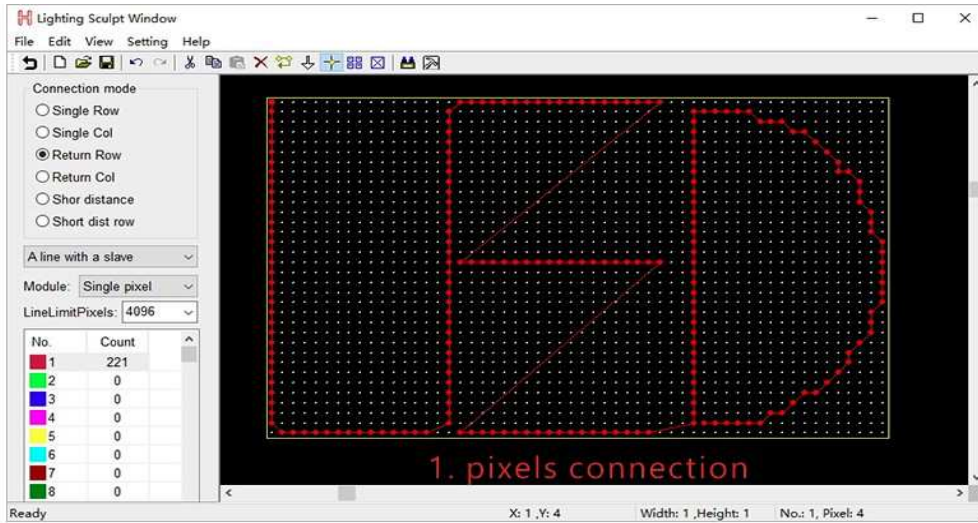 Lighting Sculpt Window
File Edit View Setting Help
Connection mode
Single Row
Single Col
Return Row
Return Col
Shor distance
Short dist row
A line with a slave
Module: Single pixel
LineLimitPixels: 4096
No. Count
1 221
2 0
3 0
4 0
5 0
6 0
7 0
8 0
1. pixels connection
Ready X: 1 ,Y: 4 Width: 1 ,Height: 1 No.: 1, Pixel: 4